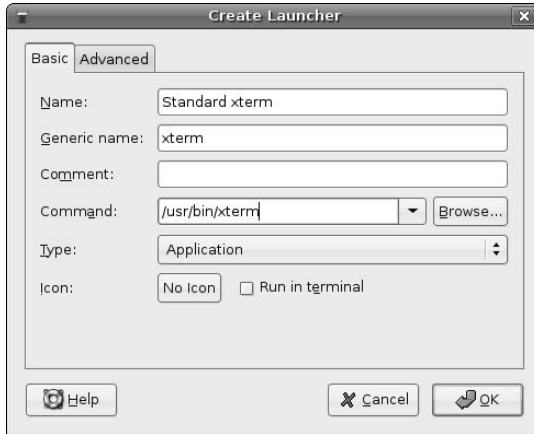 Create Launcher
Basic Advanced
Name: Standard xterm
Generic name: xterm
Comment:
Command: /usr/bin/xterm Browse...
Type: Application
Icon: No Icon Run in terminal
Help Cancel OK